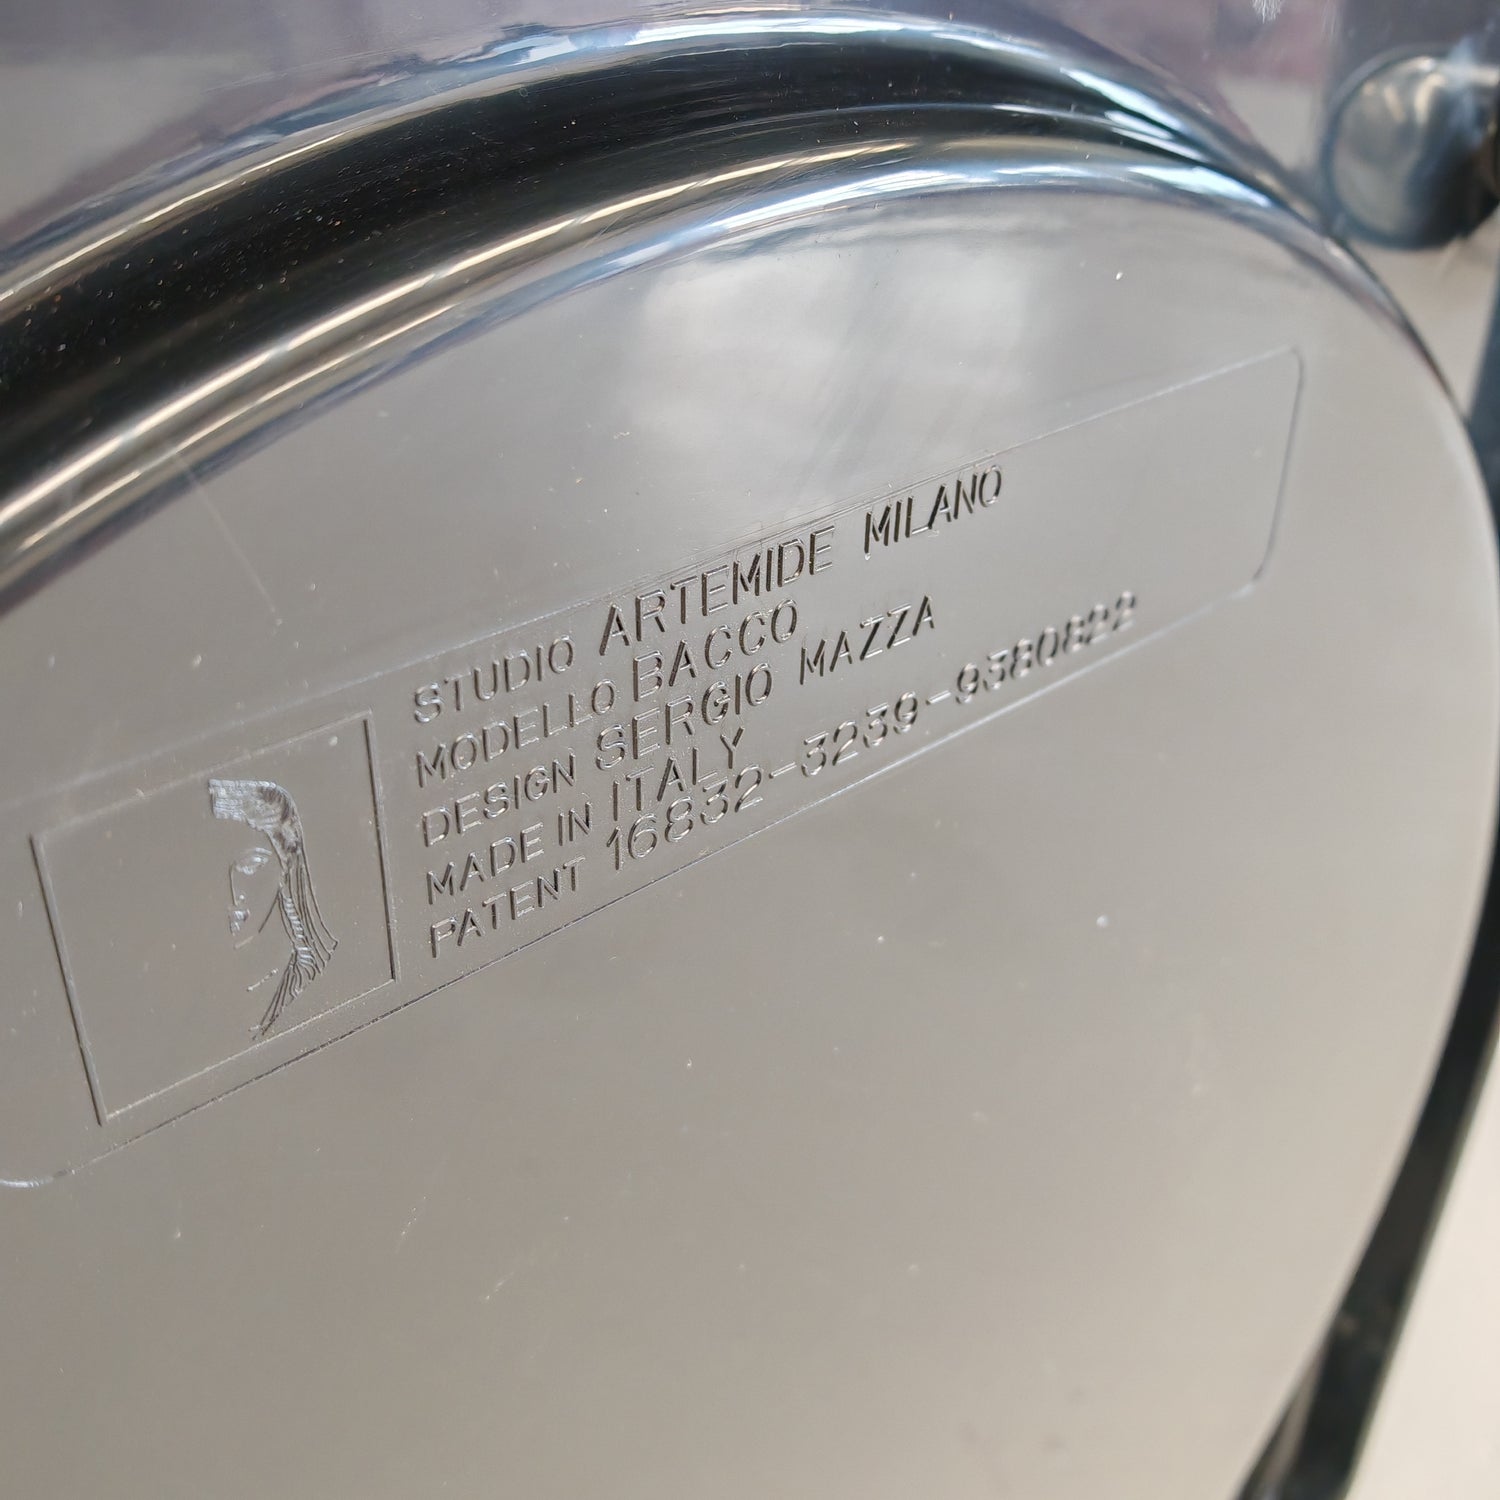 STUDIO ARTEMIDE MILANO
MODELLO BACCO
DESIGN SERGIO MAZZA
MADE IN ITALY
PATENT 16832-3239-9380822